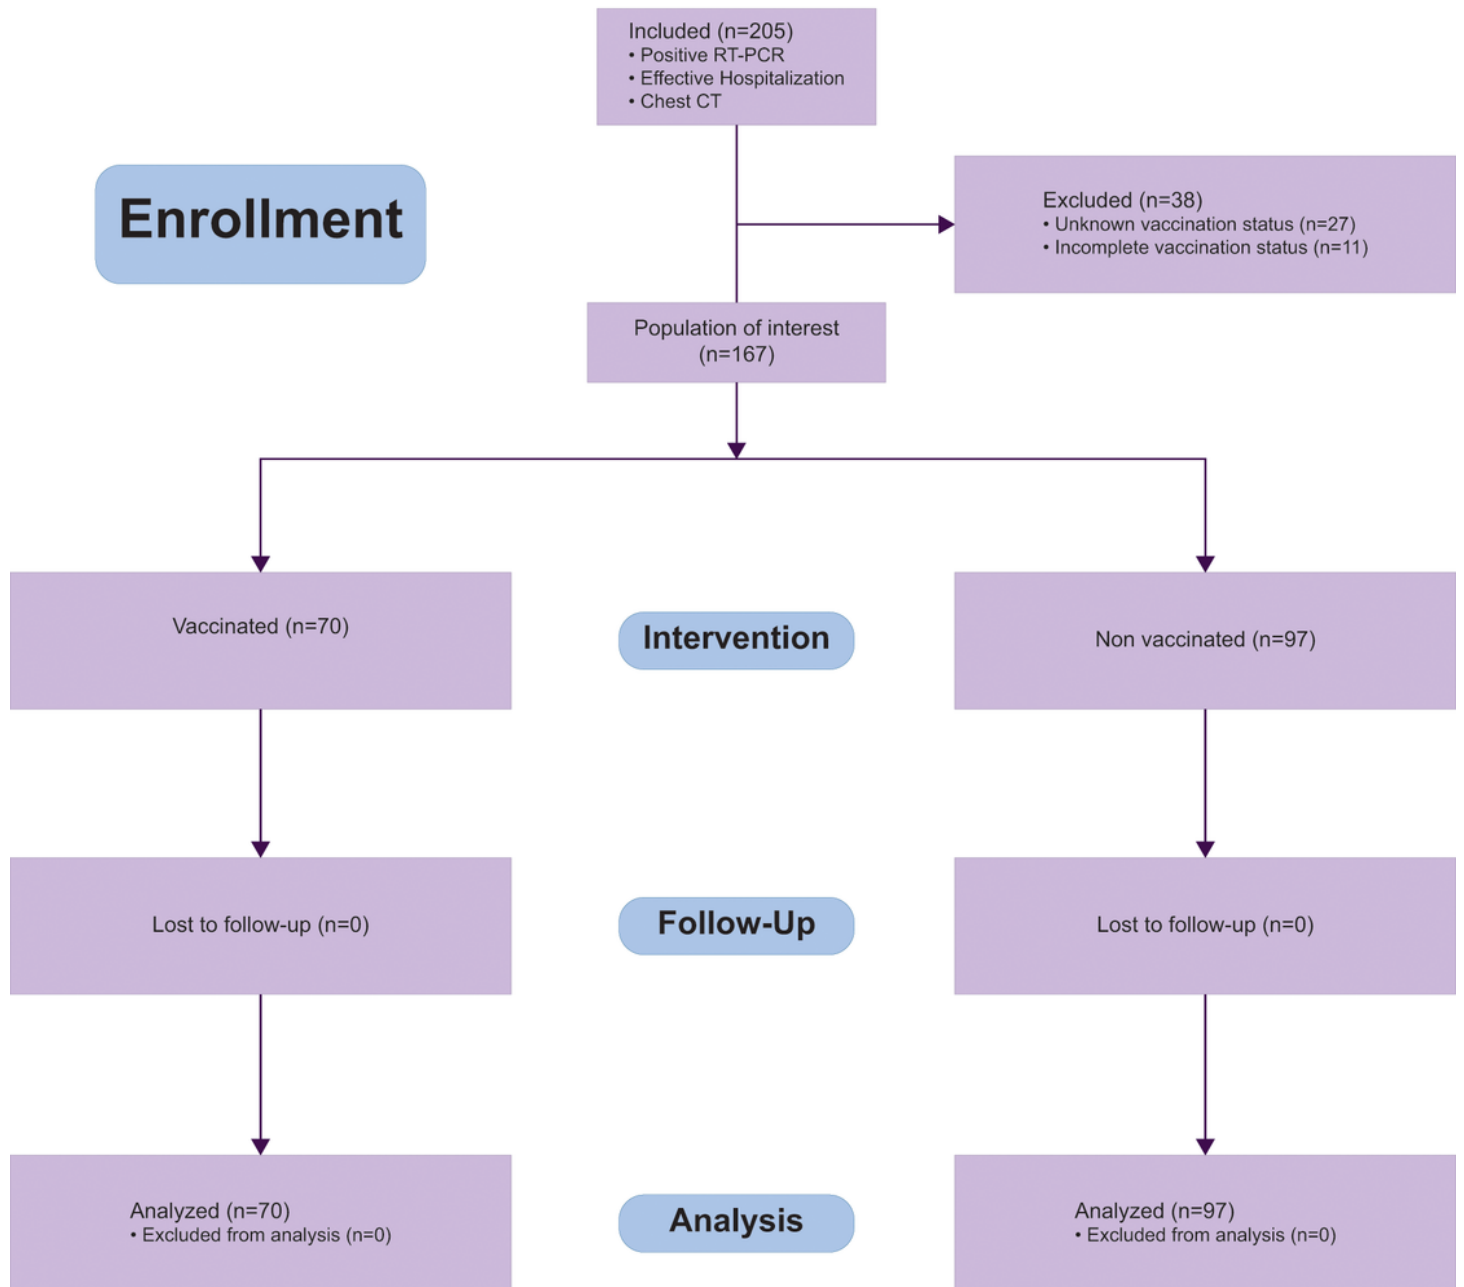 Included (n=205)
• Positive RT-PCR
• Effective Hospitalization
• Chest CT
Enrollment
Excluded (n=38)
• Unknown vaccination status (n=27)
• Incomplete vaccination status (n=11)
Population of interest
(n=167)
Vaccinated (n=70)
Intervention
Non vaccinated (n=97)
Lost to follow-up (n=0)
Follow-Up
Lost to follow-up (n=0)
Analyzed (n=70)
• Excluded from analysis (n=0)
Analysis
Analyzed (n=97)
• Excluded from analysis (n=0)